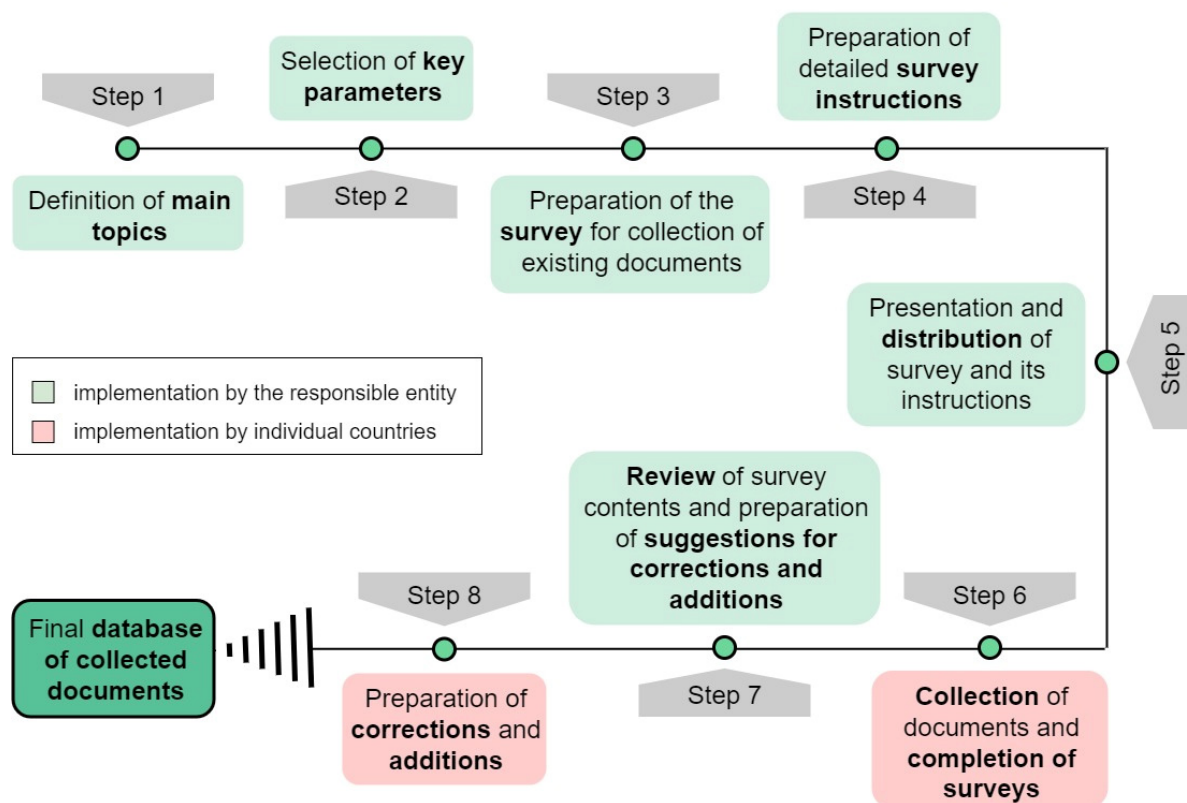 Step 1
Definition of main
topics
Selection of key
parameters
Step 2
Step 3
Preparation of the
survey for collection of
existing documents
Preparation of
detailed survey
instructions
Step 4
Presentation and
distribution of
survey and its
instructions
Step 5
implementation by the responsible entity
implementation by individual countries
Step 6
Collection of
documents and
completion of
surveys
Review of survey
contents and preparation
of suggestions for
corrections and
additions
Step 7
Step 8
Preparation of
corrections and
additions
Final database
of collected
documents